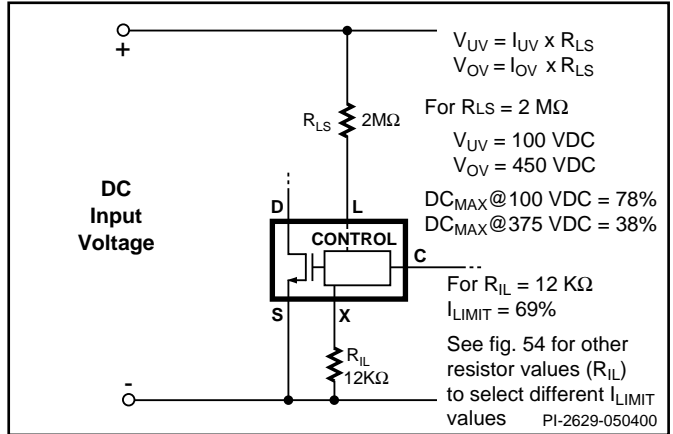 +
V_UV = I_UV x R_LS
V_OV = I_OV x R_LS
R_LS
2MΩ
For RLS = 2 MΩ
V_UV = 100 VDC
V_OV = 450 VDC
DC_MAX@100 VDC = 78%
DC_MAX@375 VDC = 38%
DC
Input
Voltage
D
L
CONTROL
C
S
X
For R_IL = 12 KΩ
I_LIMIT = 69%
R_IL
12KΩ
See fig. 54 for other
resistor values (R_IL)
to select different I_LIMIT
values
-
PI-2629-050400